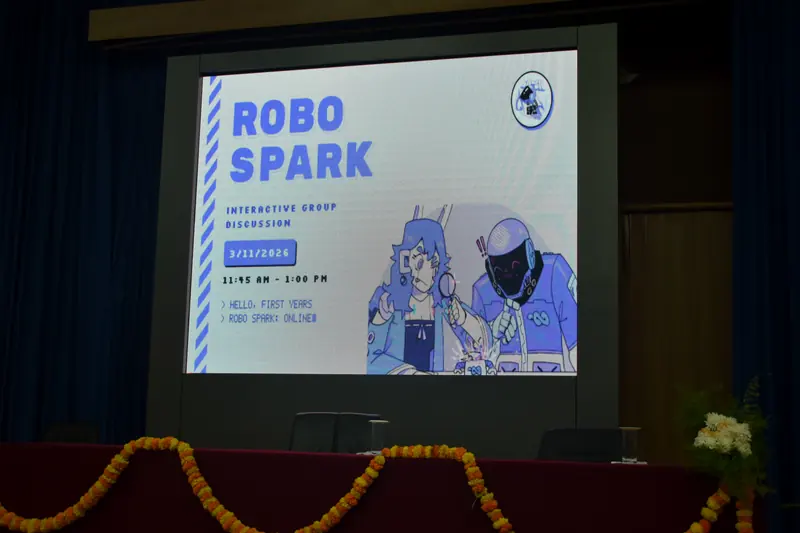 ROBO
SPARK
INTERACTIVE GROUP
DISCUSSION
3/11/2026
11:45 AM - 1:00 PM
> HELLO, FIRST YEARS
> ROBO SPARK: ONLINE